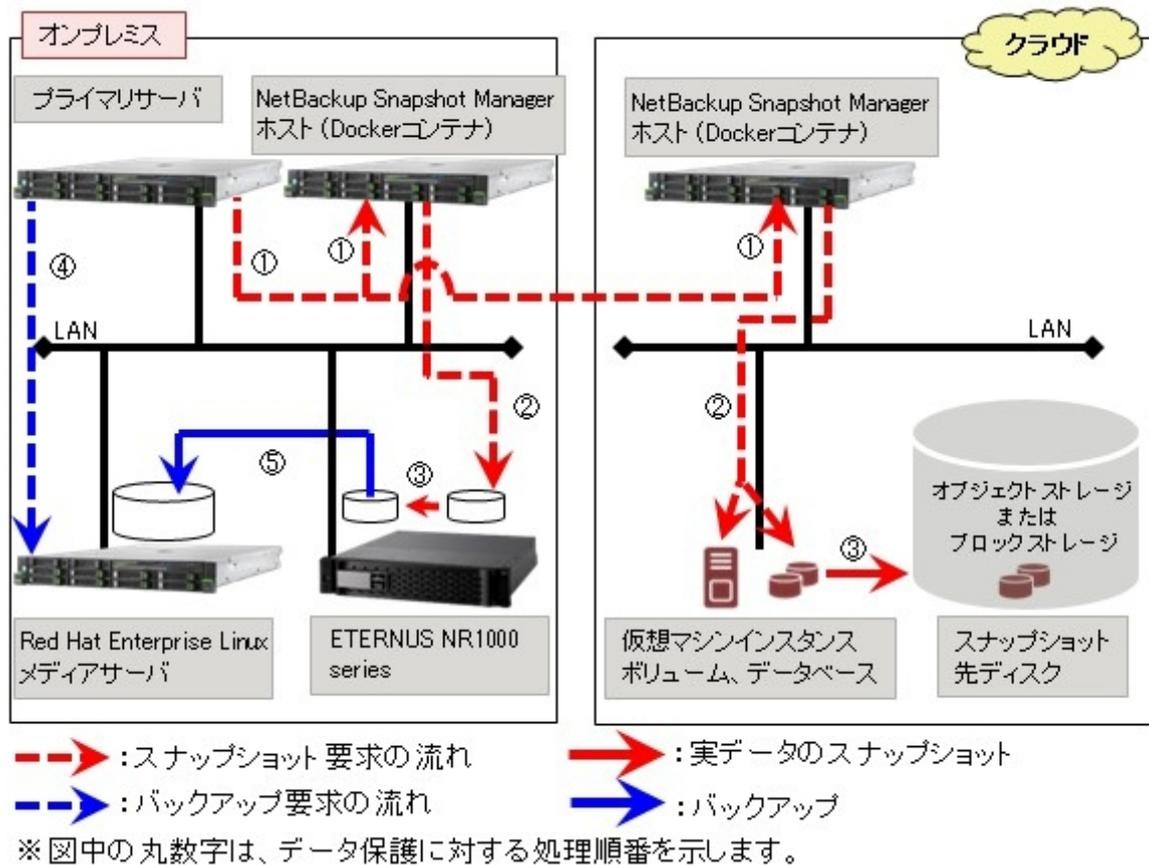 オンプレミス
クラウド
プライマリサーバ
NetBackup Snapshot Manager
ホスト(Dockerコンテナ)
NetBackup Snapshot Manager
ホスト(Dockerコンテナ)
④
①
①
①
LAN
LAN
②
②
⑤
③
オブジェクトストレージ
または
ブロックストレージ
③
Red Hat Enterprise Linux
メディアサーバ
ETERNUS NR1000
series
仮想マシンインスタンス
ボリューム、データベース
スナップショット
先ディスク
:スナップショット要求の流れ
:実データのスナップショット
:バックアップ要求の流れ
:バックアップ
※図中の丸数字は、データ保護に対する処理順番を示します。